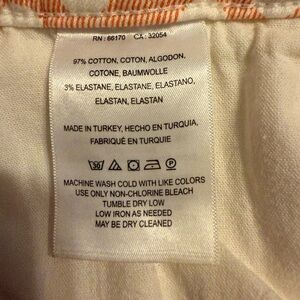 RN: 66170 CA: 32054
97% COTTON, COTON, ALGODON,
COTONE, BAUMWOLLE
3% ELASTANE, ELASTANE, ELASTANO,
ELASTAN, ELASTAN
MADE IN TURKEY, HECHO EN TURQUIA,
FABRIQUÉ EN TURQUIE
30 P
MACHINE WASH COLD WITH LIKE COLORS
USE ONLY NON-CHLORINE BLEACH
TUMBLE DRY LOW
LOW IRON AS NEEDED
MAY BE DRY CLEANED